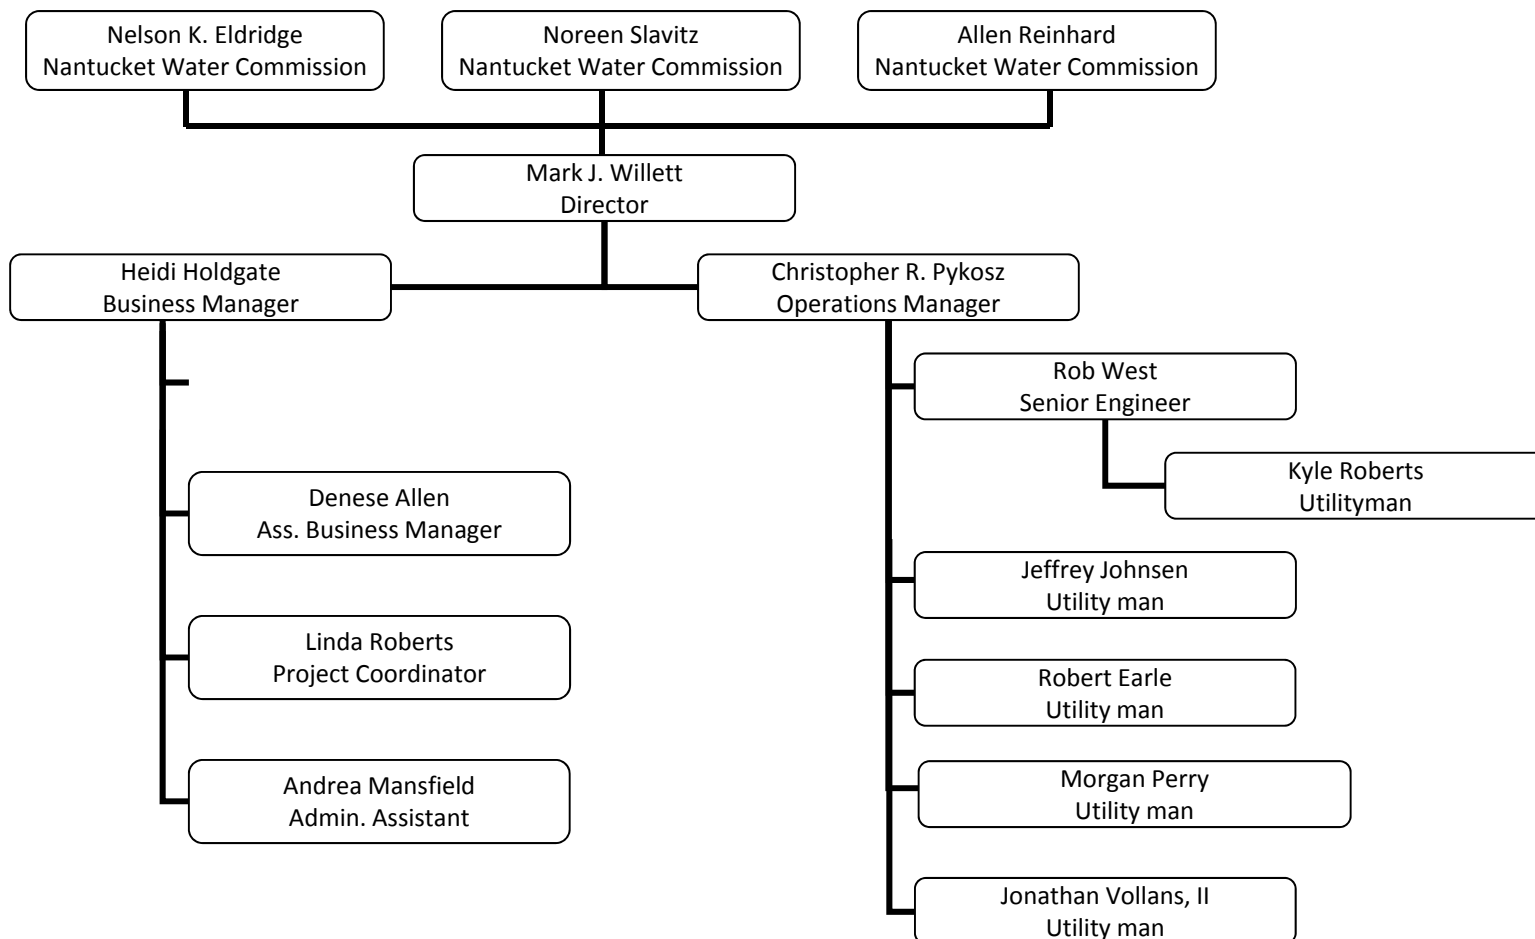 Nelson K. Eldridge
Nantucket Water Commission
Noreen Slavitz
Nantucket Water Commission
Allen Reinhard
Nantucket Water Commission
Mark J. Willett
Director
Heidi Holdgate
Business Manager
Christopher R. Pykosz
Operations Manager
Rob West
Senior Engineer
Kyle Roberts
Utilityman
Denese Allen
Ass. Business Manager
Jeffrey Johnsen
Utility man
Linda Roberts
Project Coordinator
Robert Earle
Utility man
Andrea Mansfield
Admin. Assistant
Morgan Perry
Utility man
Jonathan Vollans, II
Utility man